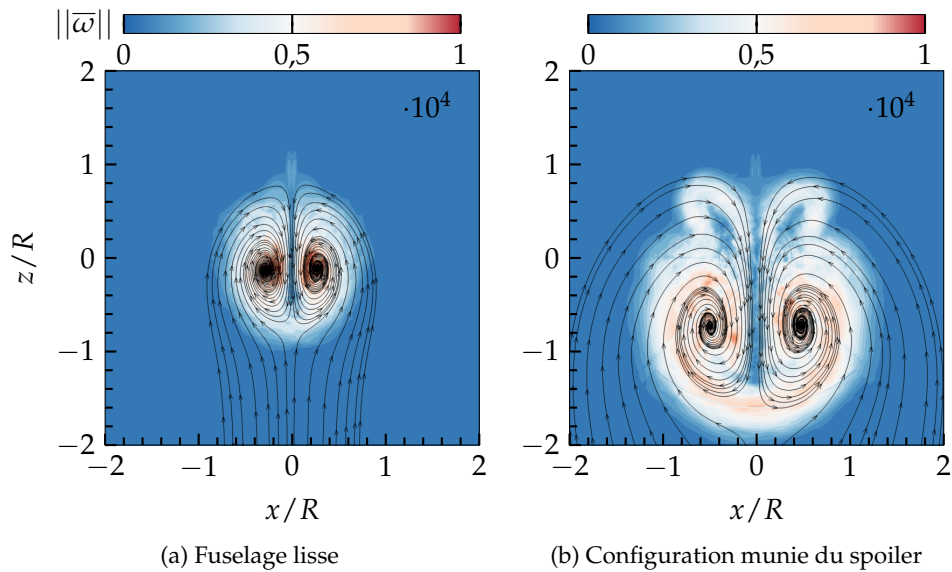 ||ω̅||
0 0,5 1
0 0,5 1
·10⁴
·10⁴
2
1
0
−1
−2
z/R
−2 −1 0 1 2
x/R
2
1
0
−1
−2
−2 −1 0 1 2
x/R
(a) Fuselage lisse
(b) Configuration munie du spoiler